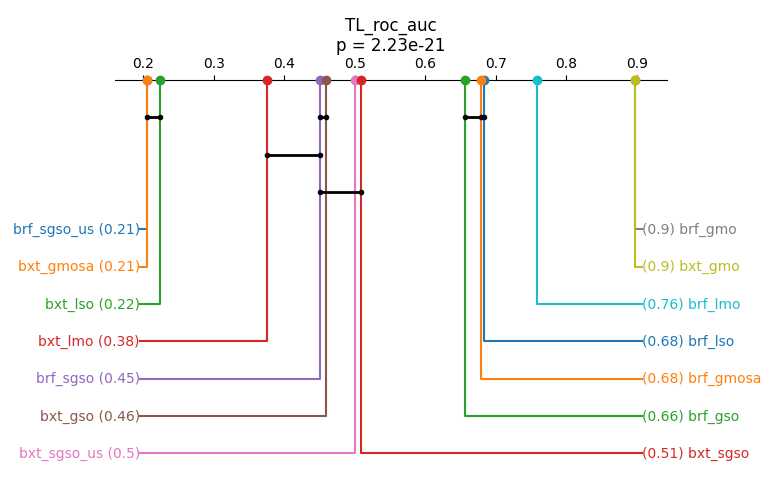 TL_roc_auc
p = 2.23e-21
0.2 0.3 0.4 0.5 0.6 0.7 0.8 0.9
brf_sgso_us (0.21) (0.9) brf_gmo
bxt_gmosa (0.21) (0.9) bxt_gmo
bxt_lso (0.22) (0.76) brf_lmo
bxt_lmo (0.38) (0.68) brf_lso
brf_sgso (0.45) (0.68) brf_gmosa
bxt_gso (0.46) (0.66) brf_gso
bxt_sgso_us (0.5) (0.51) bxt_sgso